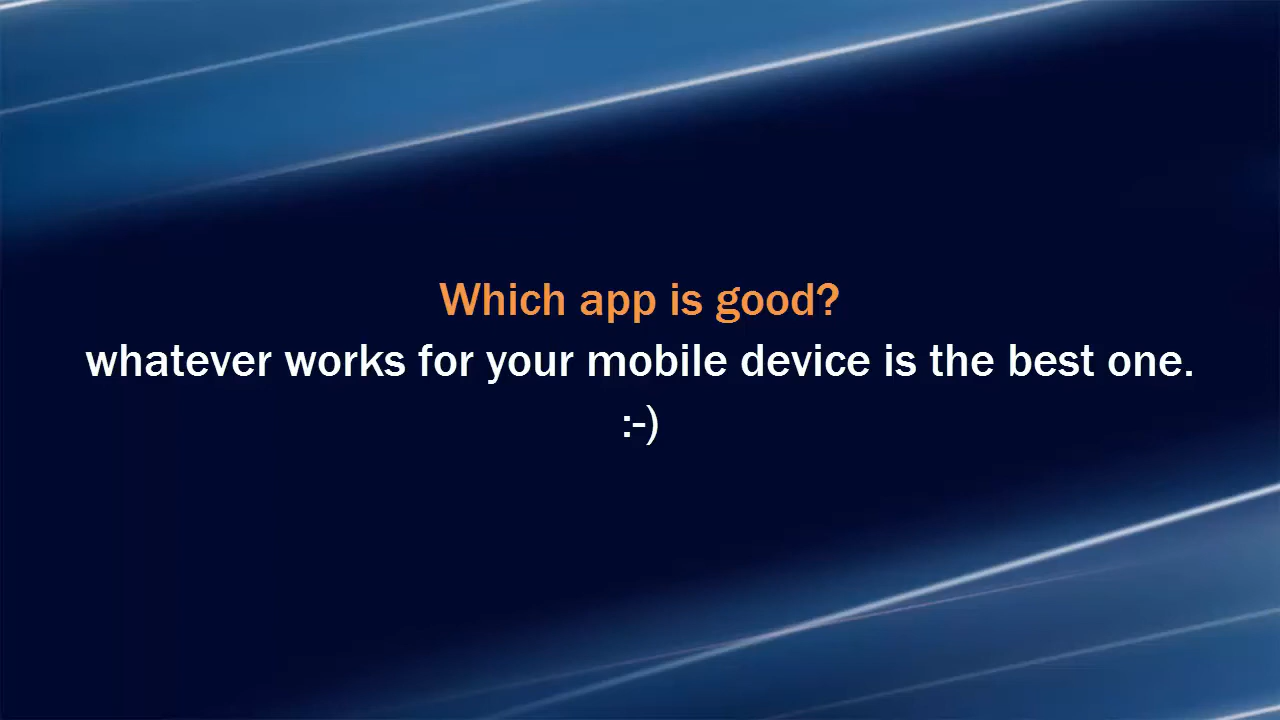 Which app is good?
whatever works for your mobile device is the best one.
:-)